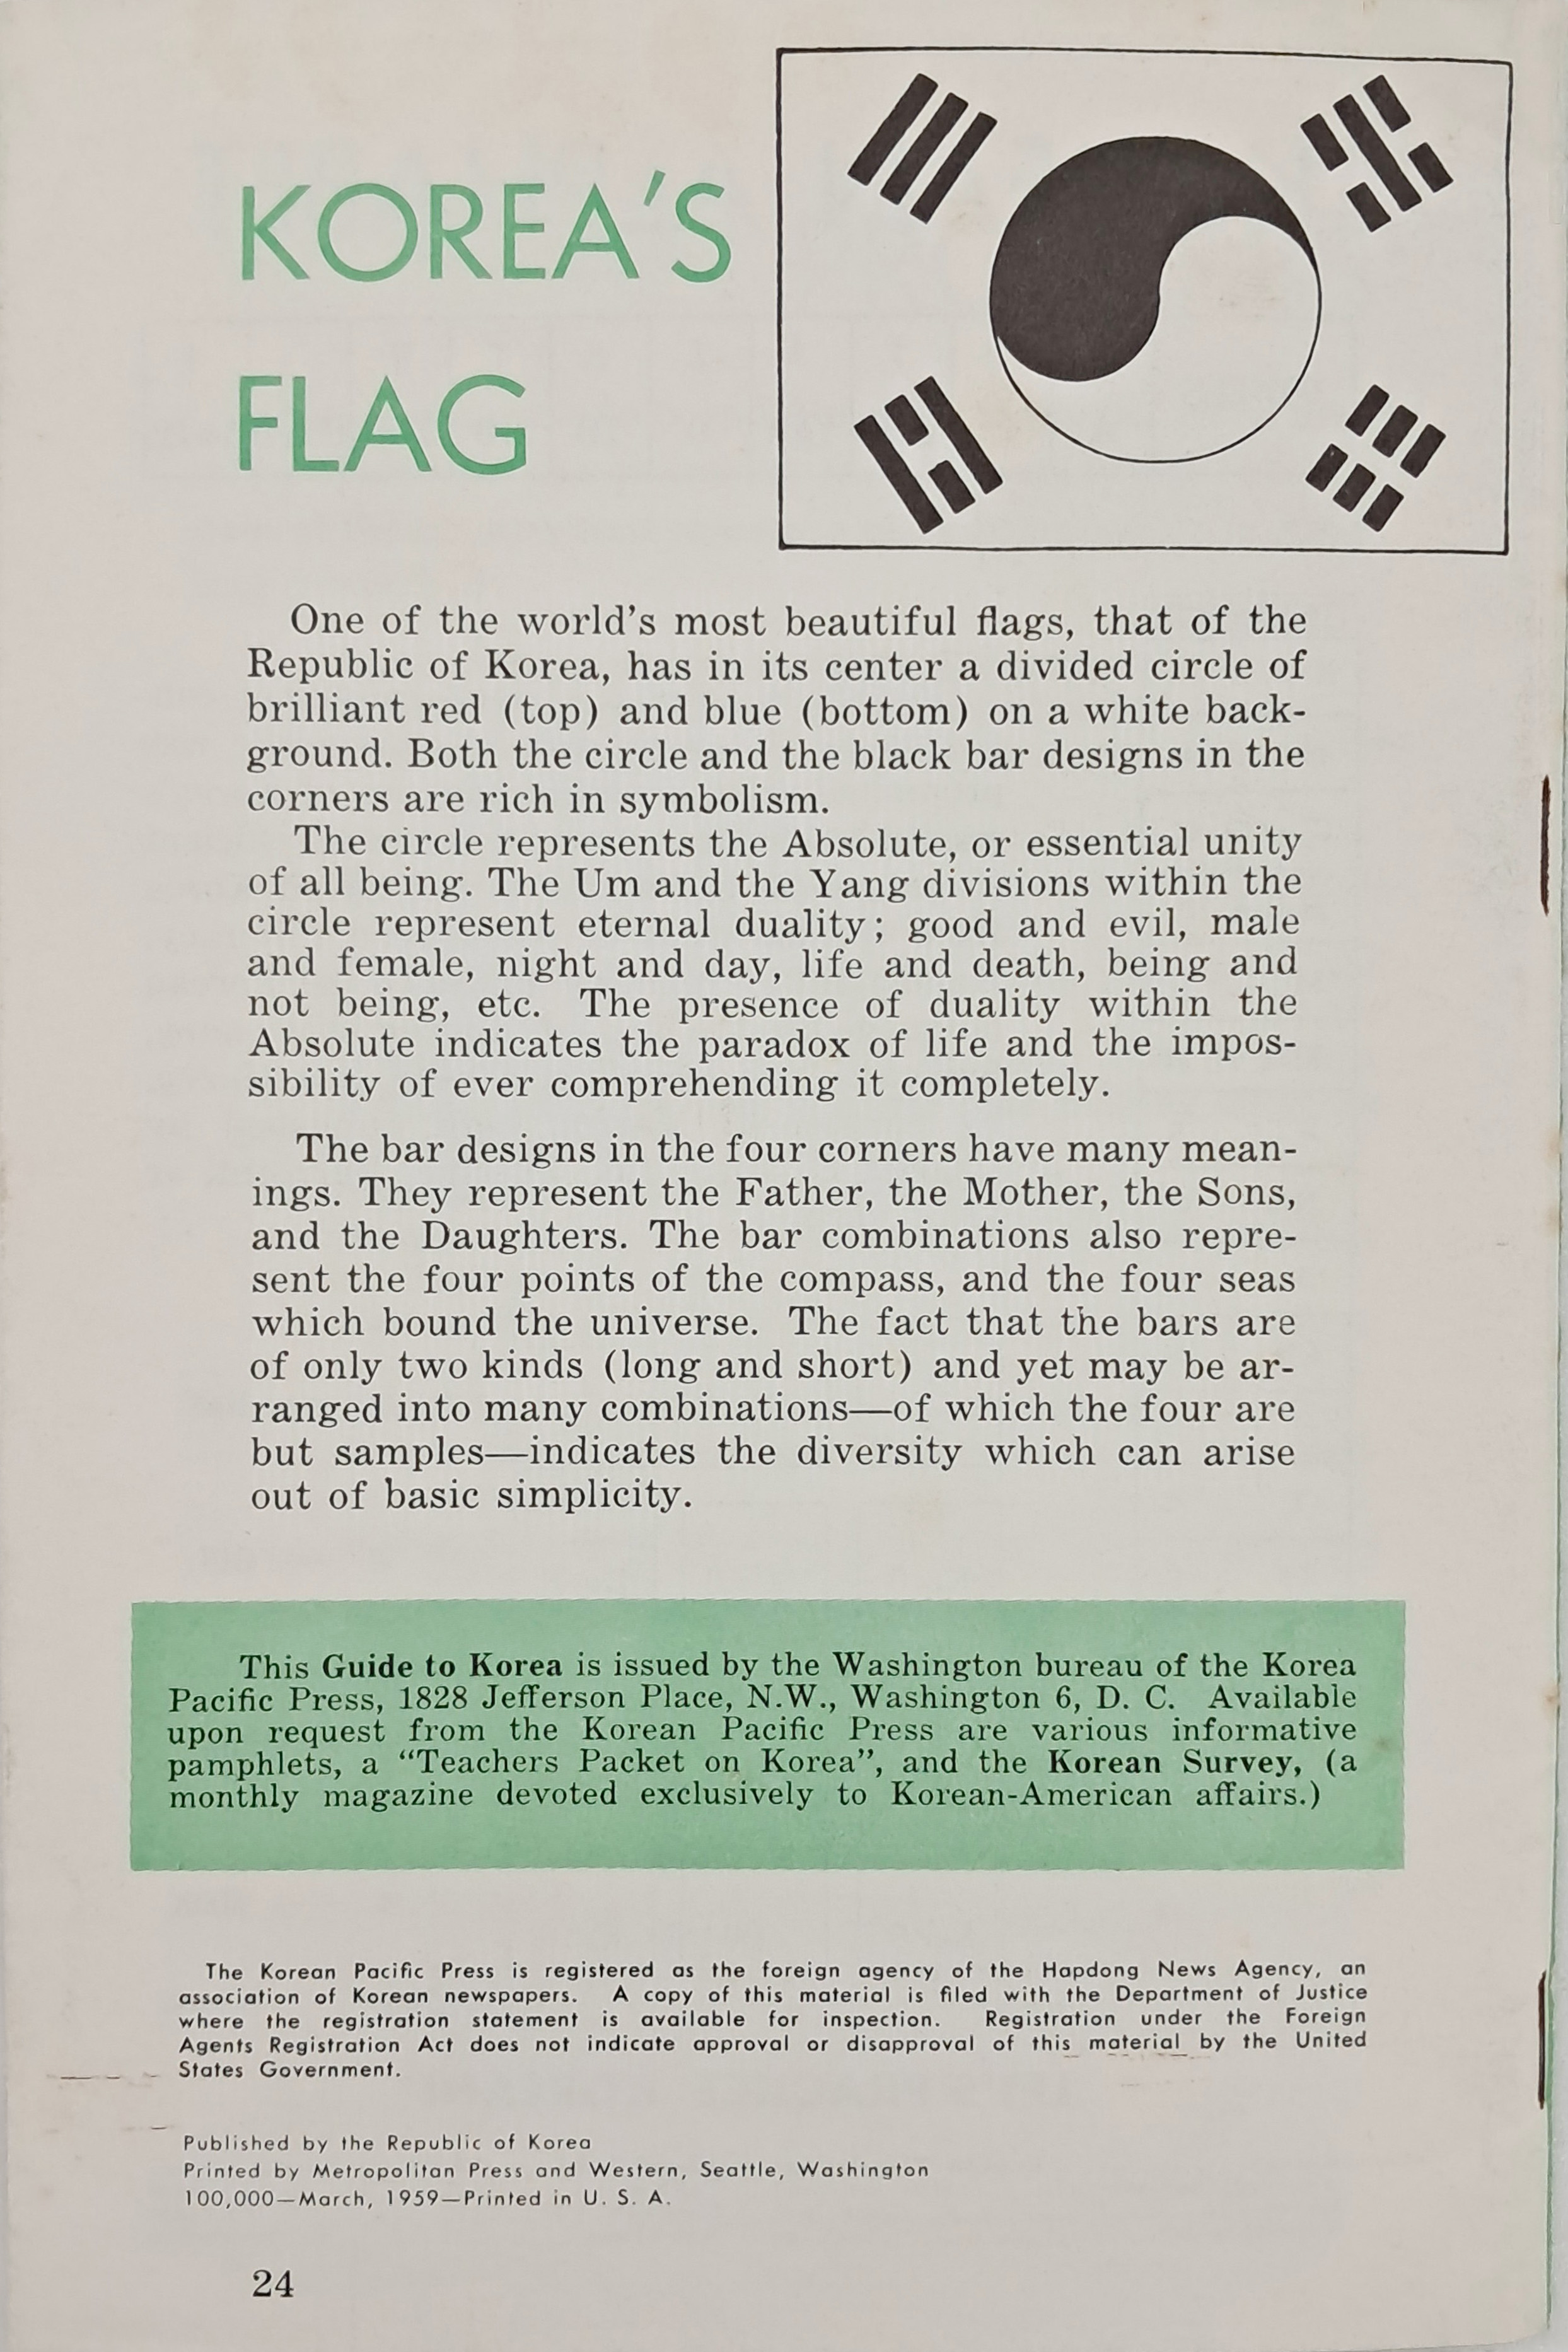 KOREA'S
FLAG
One of the world's most beautiful flags, that of the
Republic of Korea, has in its center a divided circle of
brilliant red (top) and blue (bottom) on a white back-
ground. Both the circle and the black bar designs in the
corners are rich in symbolism.
The circle represents the Absolute, or essential unity
of all being. The Um and the Yang divisions within the
circle represent eternal duality; good and evil, male
and female, night and day, life and death, being and
not being, etc. The presence of duality within the
Absolute indicates the paradox of life and the impos-
sibility of ever comprehending it completely.
The bar designs in the four corners have many mean-
ings. They represent the Father, the Mother, the Sons,
and the Daughters. The bar combinations also repre-
sent the four points of the compass, and the four seas
which bound the universe. The fact that the bars are
of only two kinds (long and short) and yet may be ar-
ranged into many combinations—of which the four are
but samples—indicates the diversity which can arise
out of basic simplicity.
This Guide to Korea is issued by the Washington bureau of the Korea
Pacific Press, 1828 Jefferson Place, N.W., Washington 6, D. C. Available
upon request from the Korean Pacific Press are various informative
pamphlets, a “Teachers Packet on Korea”, and the Korean Survey, (a
monthly magazine devoted exclusively to Korean-American affairs.)
The Korean Pacific Press is registered as the foreign agency of the Hapdong News Agency, an
association of Korean newspapers. A copy of this material is filed with the Department of Justice
where the registration statement is available for inspection. Registration under the Foreign
Agents Registration Act does not indicate approval or disapproval of this material by the United
States Government.
Published by the Republic of Korea
Printed by Metropolitan Press and Western, Seattle, Washington
100,000—March, 1959—Printed in U. S. A.
24